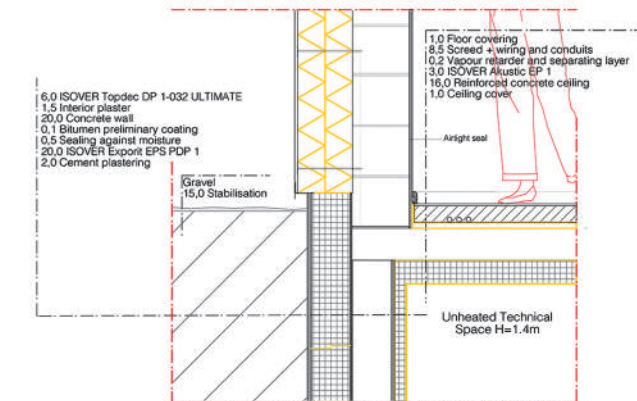 1,0 Floor covering
8,5 Screed + wiring and conduits
0,2 Vapour retarder and separating layer
3,0 ISOVER Akustic EP 1
16,0 Reinforced concrete ceiling
1,0 Ceiling cover
6,0 ISOVER Topdec DP 1-032 ULTIMATE
1,5 Interior plaster
20,0 Concrete wall
0,1 Bitumen preliminary coating
0,5 Sealing against moisture
20,0 ISOVER Exporit EPS PDP 1
2,0 Cement plastering
Airtight seal
Gravel
15,0 Stabilisation
Unheated Technical
Space H=1.4m